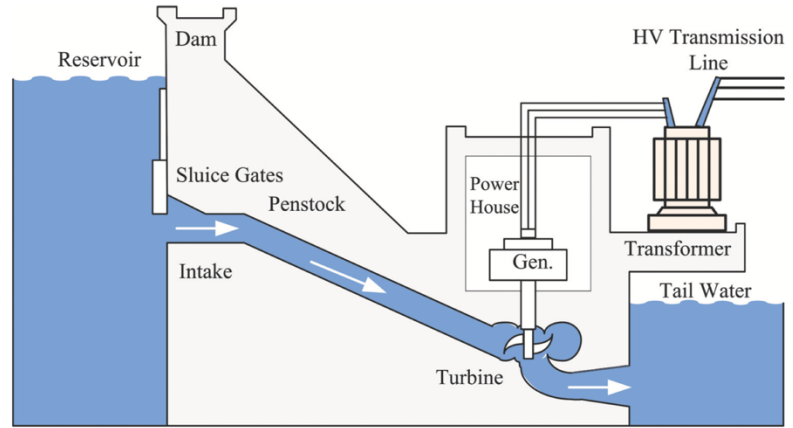 Dam
HV Transmission
Line
Reservoir
Sluice Gates
Penstock
Power
House
Intake
Gen.
Transformer
Tail Water
Turbine